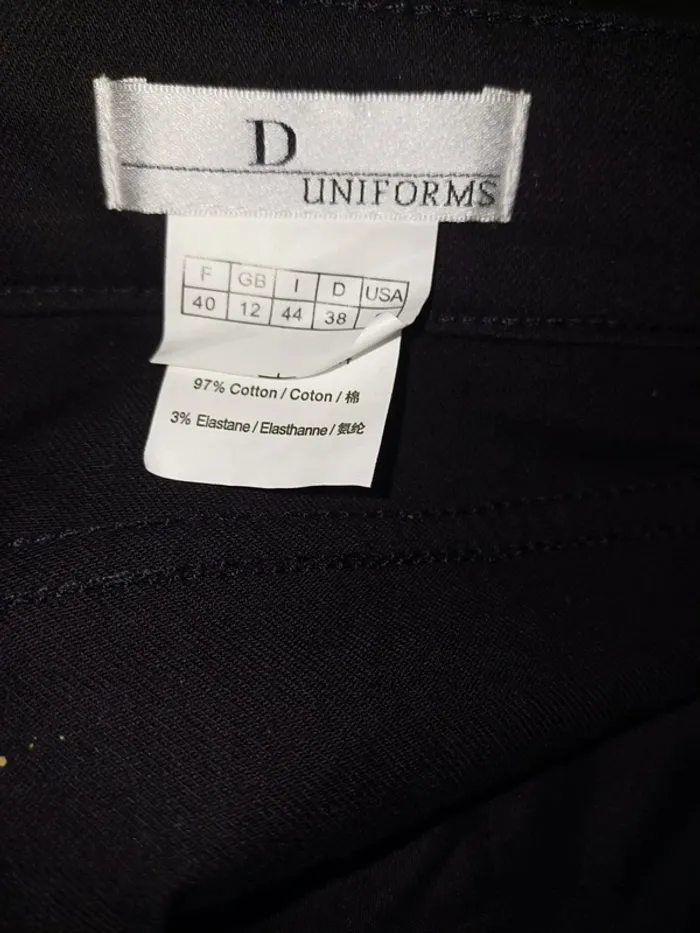 D
UNIFORMS
F GB I D USA
40 12 44 38
97% Cotton / Coton / 棉
3% Elastane / Elasthanne / 氨纶